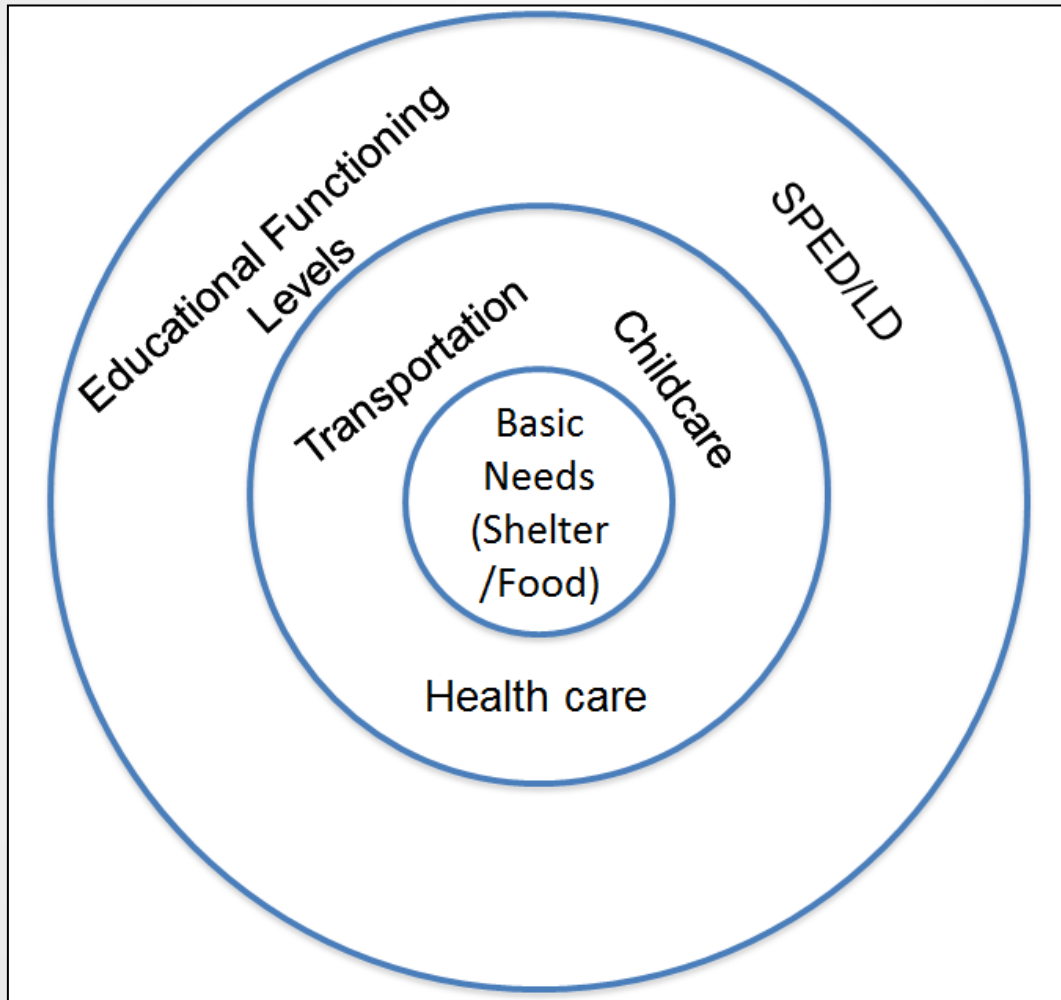 Educational Functioning
Levels
SPED/LD
Transportation
Childcare
Basic
Needs
(Shelter
/Food)
Health care